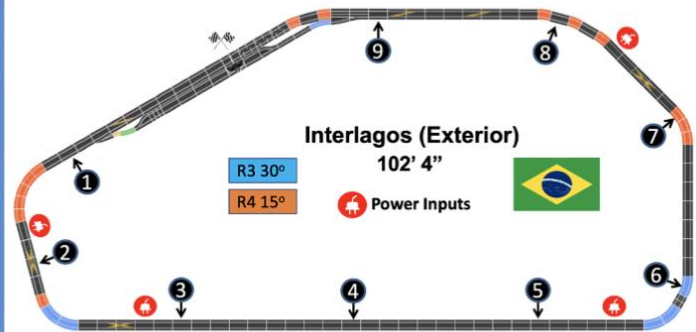 9
8
Interlagos (Exterior)
7
102' 4”
R3 30º
1
R4 15º
Power Inputs
2
6
3
4
5